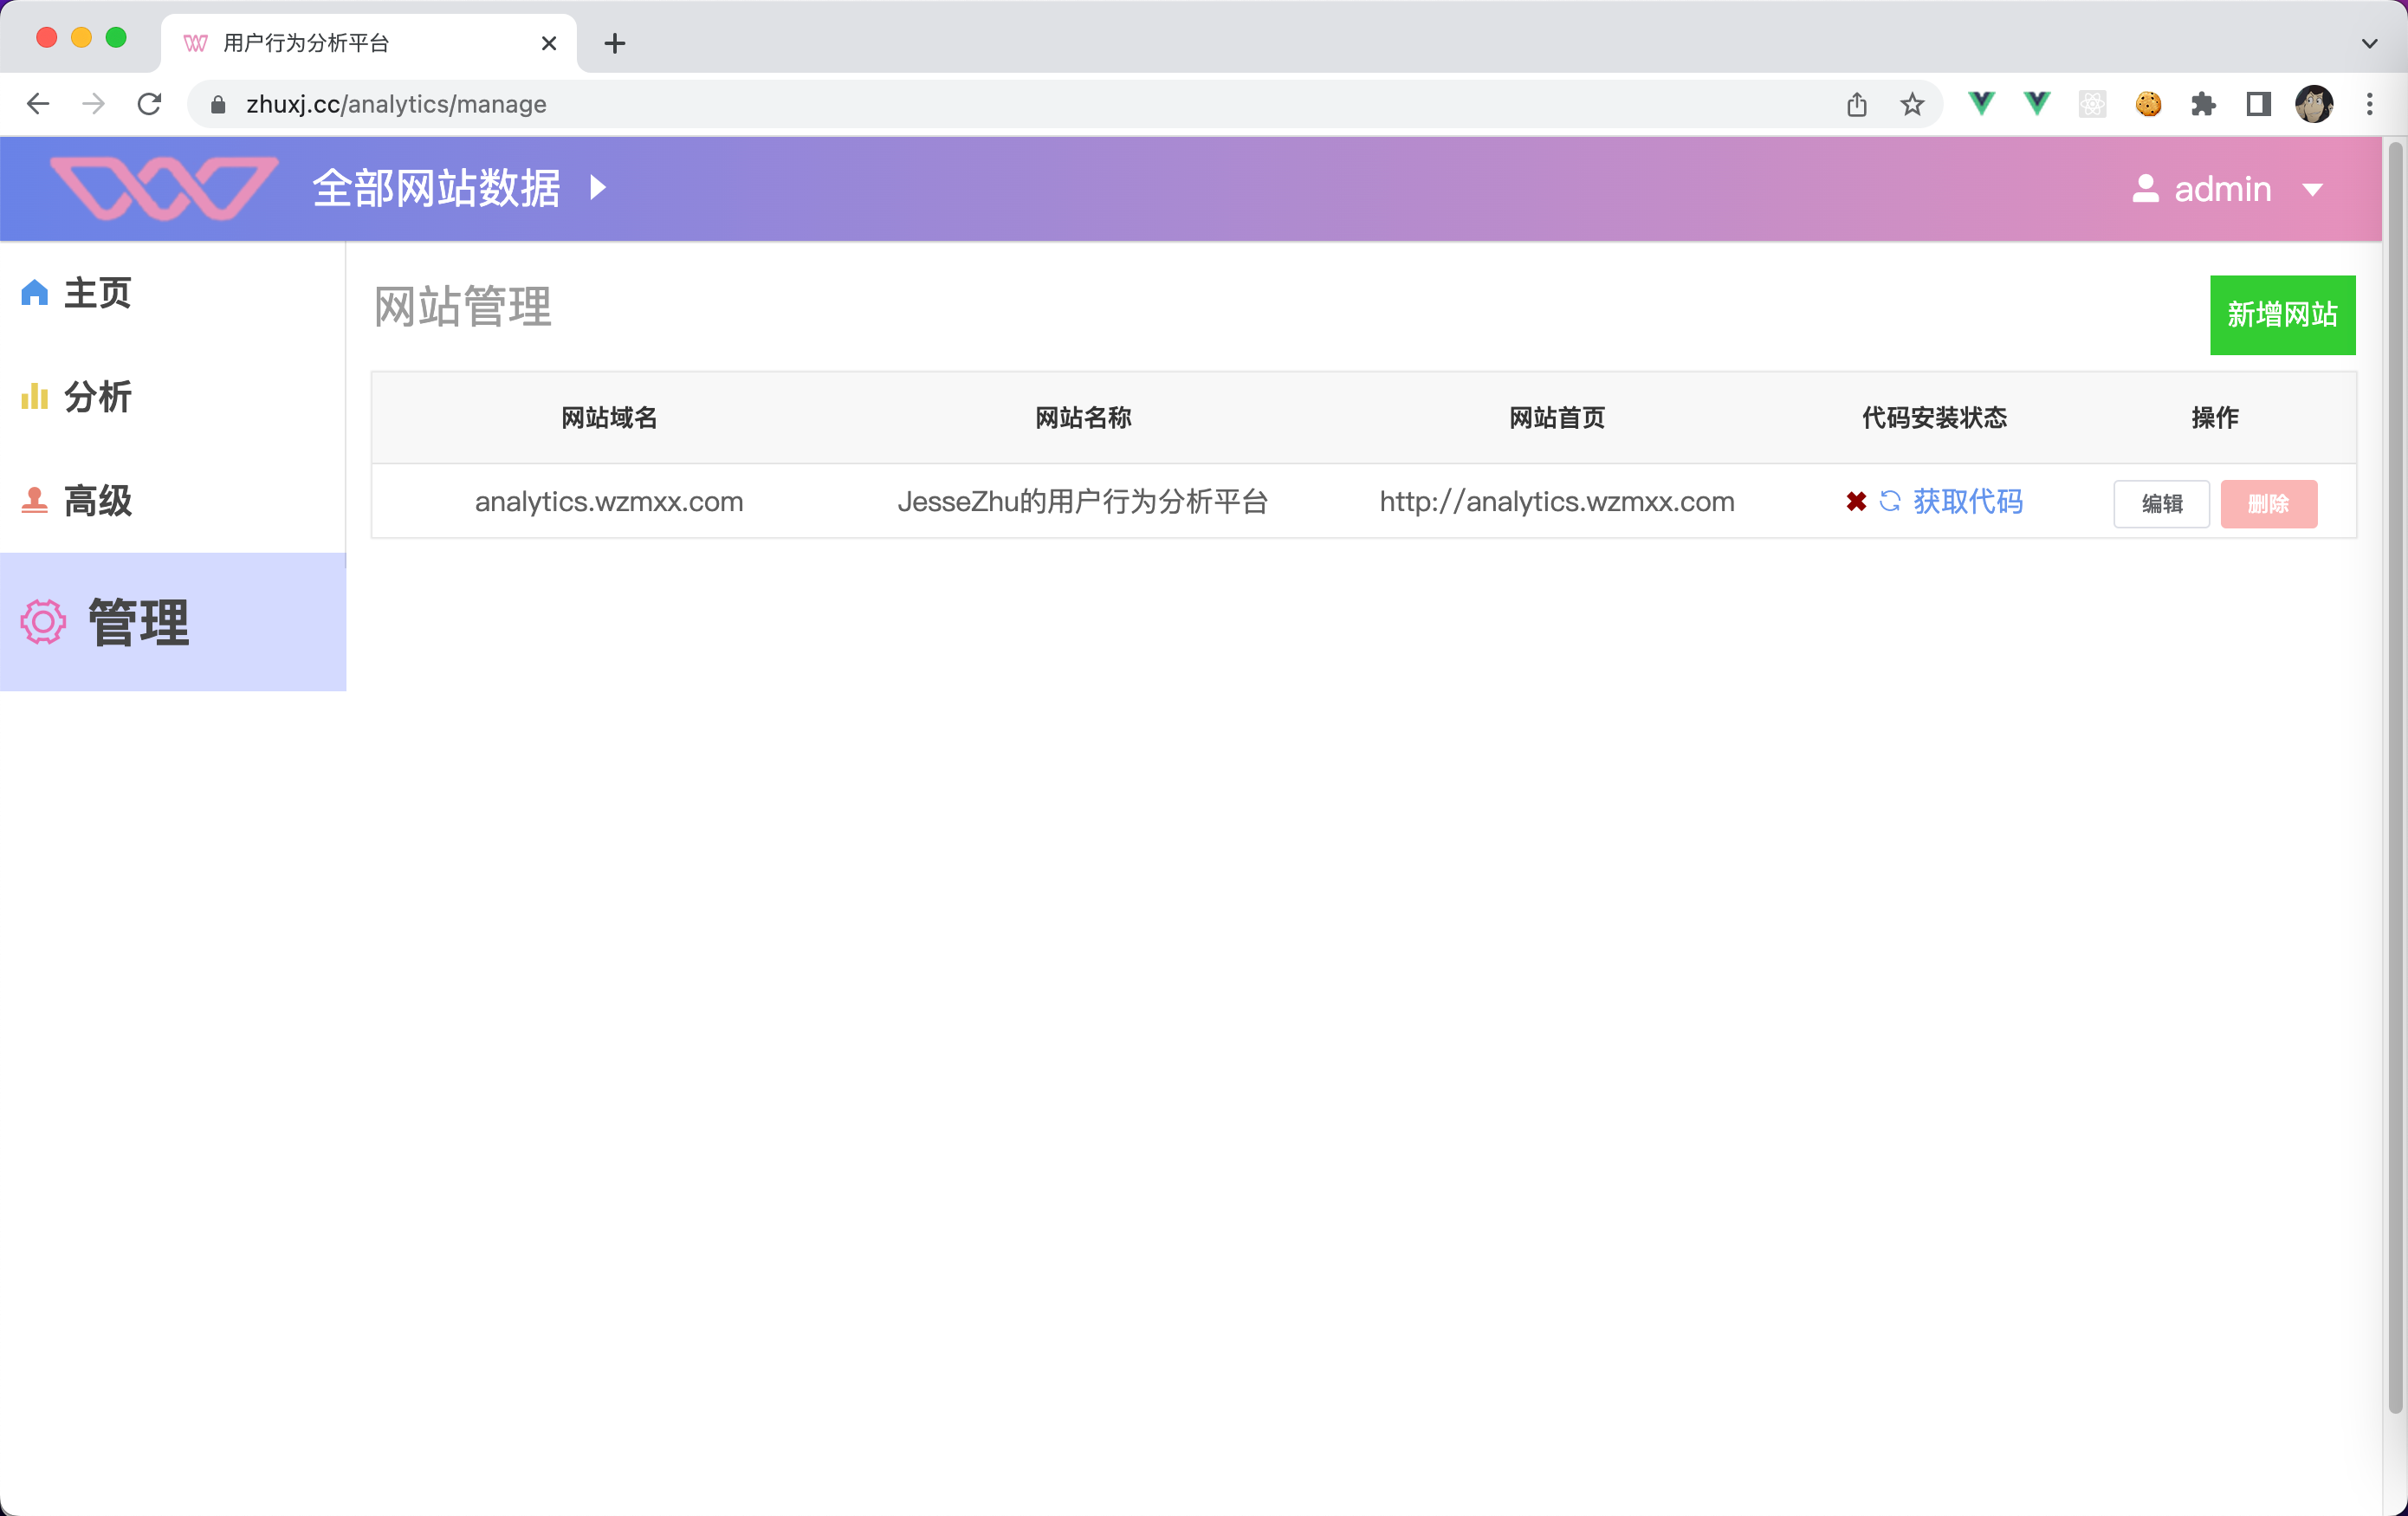 用户行为分析平台
zhuxj.cc/analytics/manage
全部网站数据
admin
主页
分析
高级
管理
网站管理
新增网站
网站域名 网站名称 网站首页 代码安装状态 操作
analytics.wzmxx.com JesseZhu的用户行为分析平台 http://analytics.wzmxx.com 获取代码 编辑 删除